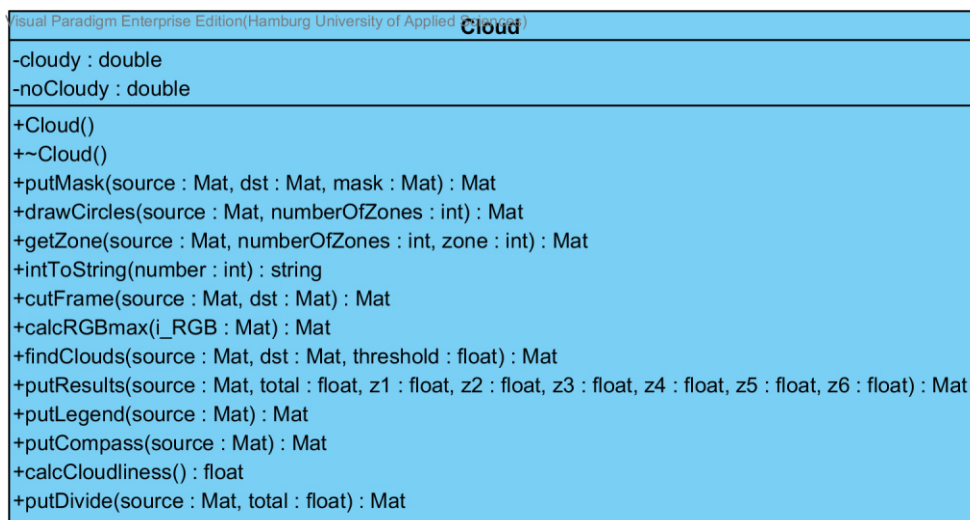 Visual Paradigm Enterprise Edition(Hamburg University of Applied Sciences)
Cloud
-cloudy : double
-noCloudy : double
+Cloud()
+~Cloud()
+putMask(source : Mat, dst : Mat, mask : Mat) : Mat
+drawCircles(source : Mat, numberOfZones : int) : Mat
+getZone(source : Mat, numberOfZones : int, zone : int) : Mat
+intToString(number : int) : string
+cutFrame(source : Mat, dst : Mat) : Mat
+calcRGBmax(i_RGB : Mat) : Mat
+findClouds(source : Mat, dst : Mat, threshold : float) : Mat
+putResults(source : Mat, total : float, z1 : float, z2 : float, z3 : float, z4 : float, z5 : float, z6 : float) : Mat
+putLegend(source : Mat) : Mat
+putCompass(source : Mat) : Mat
+calcCloudliness() : float
+putDivide(source : Mat, total : float) : Mat